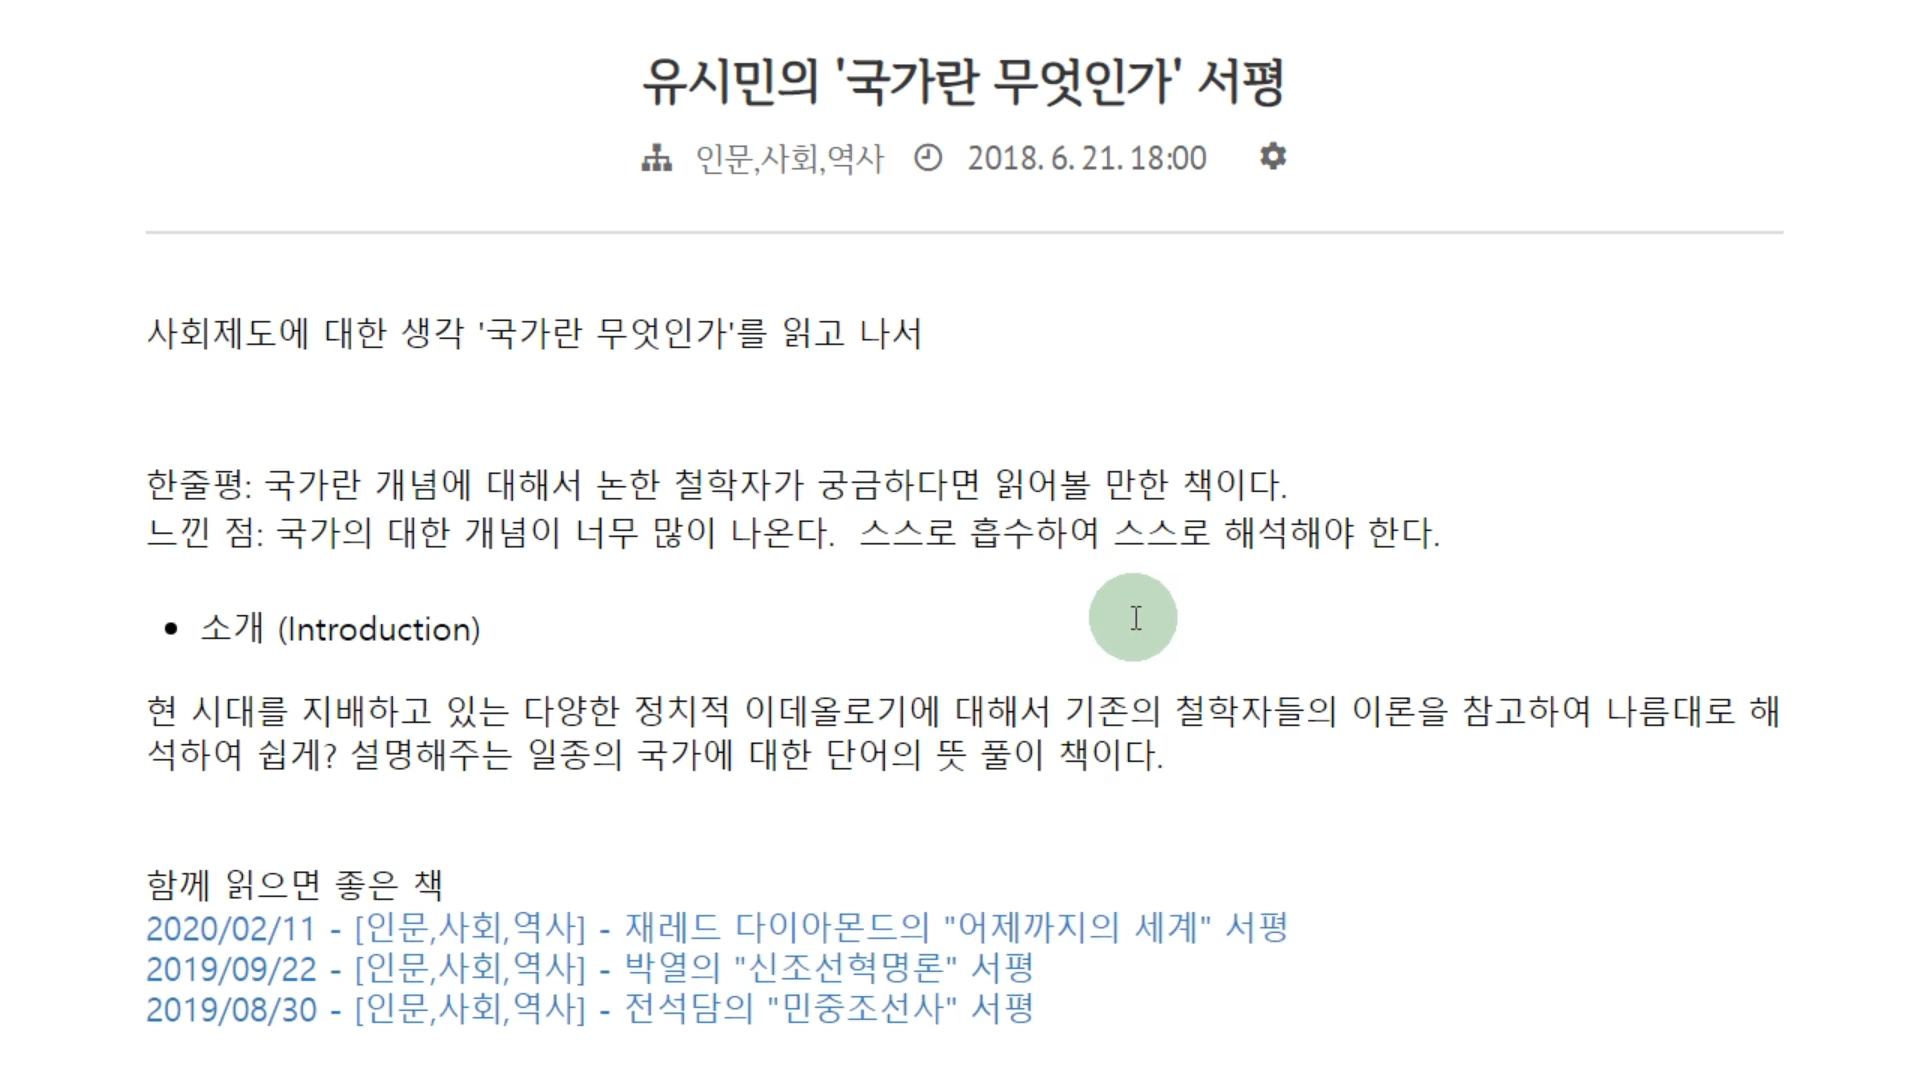 유시민의 '국가란 무엇인가' 서평
인문,사회,역사 2018. 6. 21. 18:00
사회제도에 대한 생각 '국가란 무엇인가'를 읽고 나서
한줄평: 국가란 개념에 대해서 논한 철학자가 궁금하다면 읽어볼 만한 책이다.
느낀 점: 국가의 대한 개념이 너무 많이 나온다. 스스로 흡수하여 스스로 해석해야 한다.
• 소개 (Introduction)
현 시대를 지배하고 있는 다양한 정치적 이데올로기에 대해서 기존의 철학자들의 이론을 참고하여 나름대로 해
석하여 쉽게? 설명해주는 일종의 국가에 대한 단어의 뜻 풀이 책이다.
함께 읽으면 좋은 책
2020/02/11 - [인문,사회,역사] - 재레드 다이아몬드의 "어제까지의 세계" 서평
2019/09/22 - [인문,사회,역사] - 박열의 "신조선혁명론" 서평
2019/08/30 - [인문,사회,역사] - 전석담의 "민중조선사" 서평